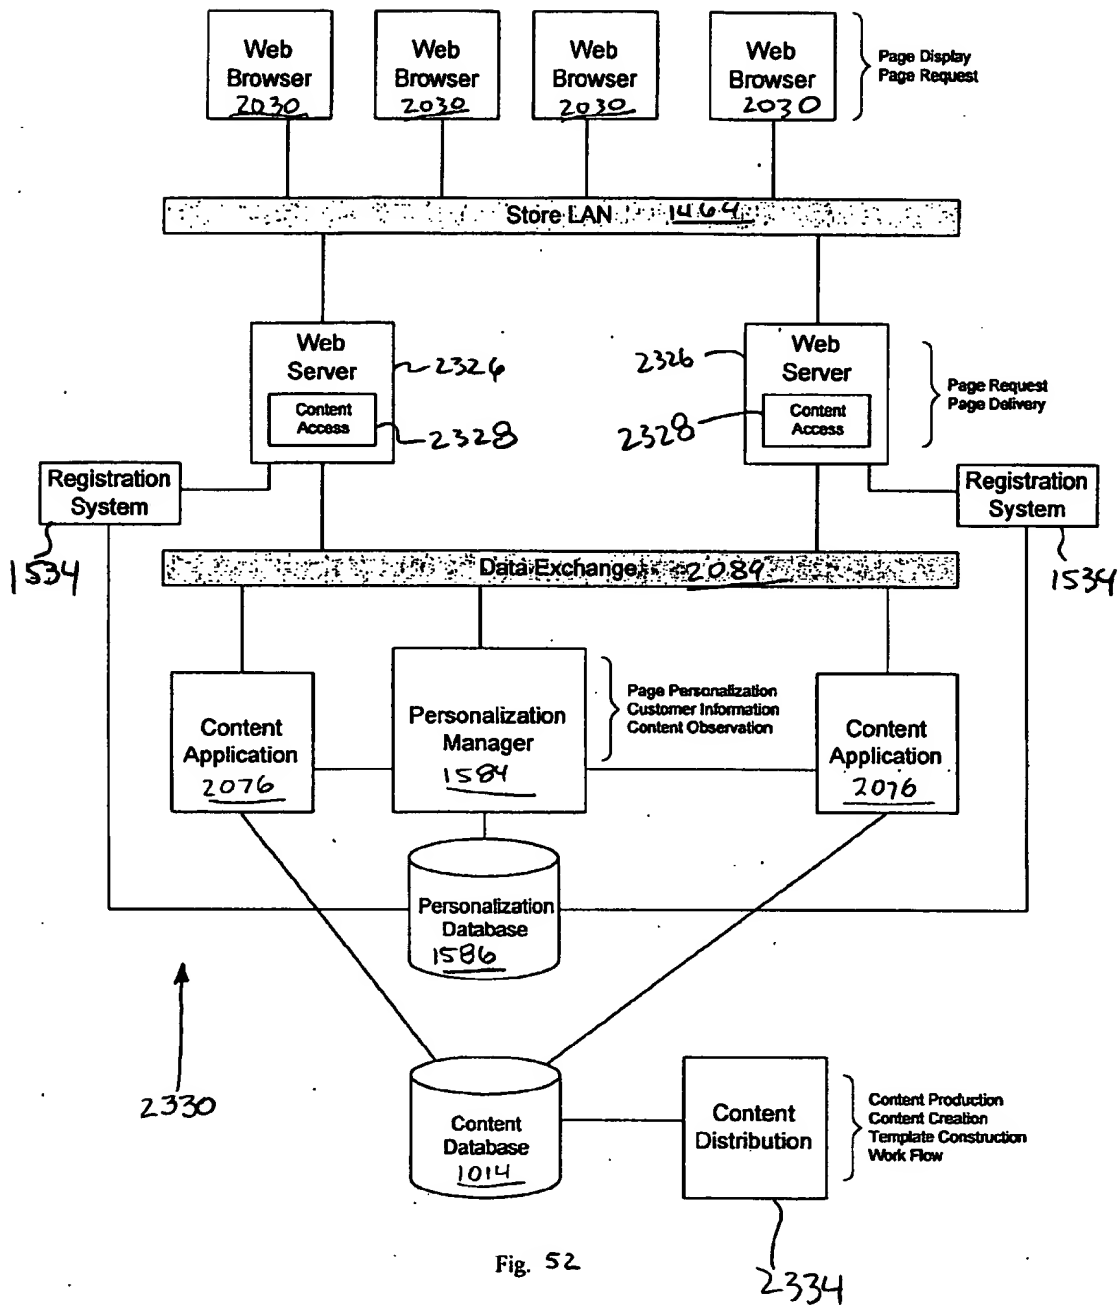 Web Browser 2030
Web Browser 2030
Web Browser 2030
Web Browser 2030
Page Display
Page Request
Store LAN 1464
Web
Server
2326
Content
Access
2328
Web
Server
2326
Content
Access
2328
Page Request
Page Delivery
Registration
System
1534
Registration
System
1534
Data Exchange 2084
Content
Application
2076
Personalization
Manager
1584
Page Personalization
Customer Information
Content Observation
Content
Application
2076
Personalization
Database
1586
2330
Content
Database
1014
Content
Distribution
Content Production
Content Creation
Template Construction
Work Flow
2334
Fig. 52